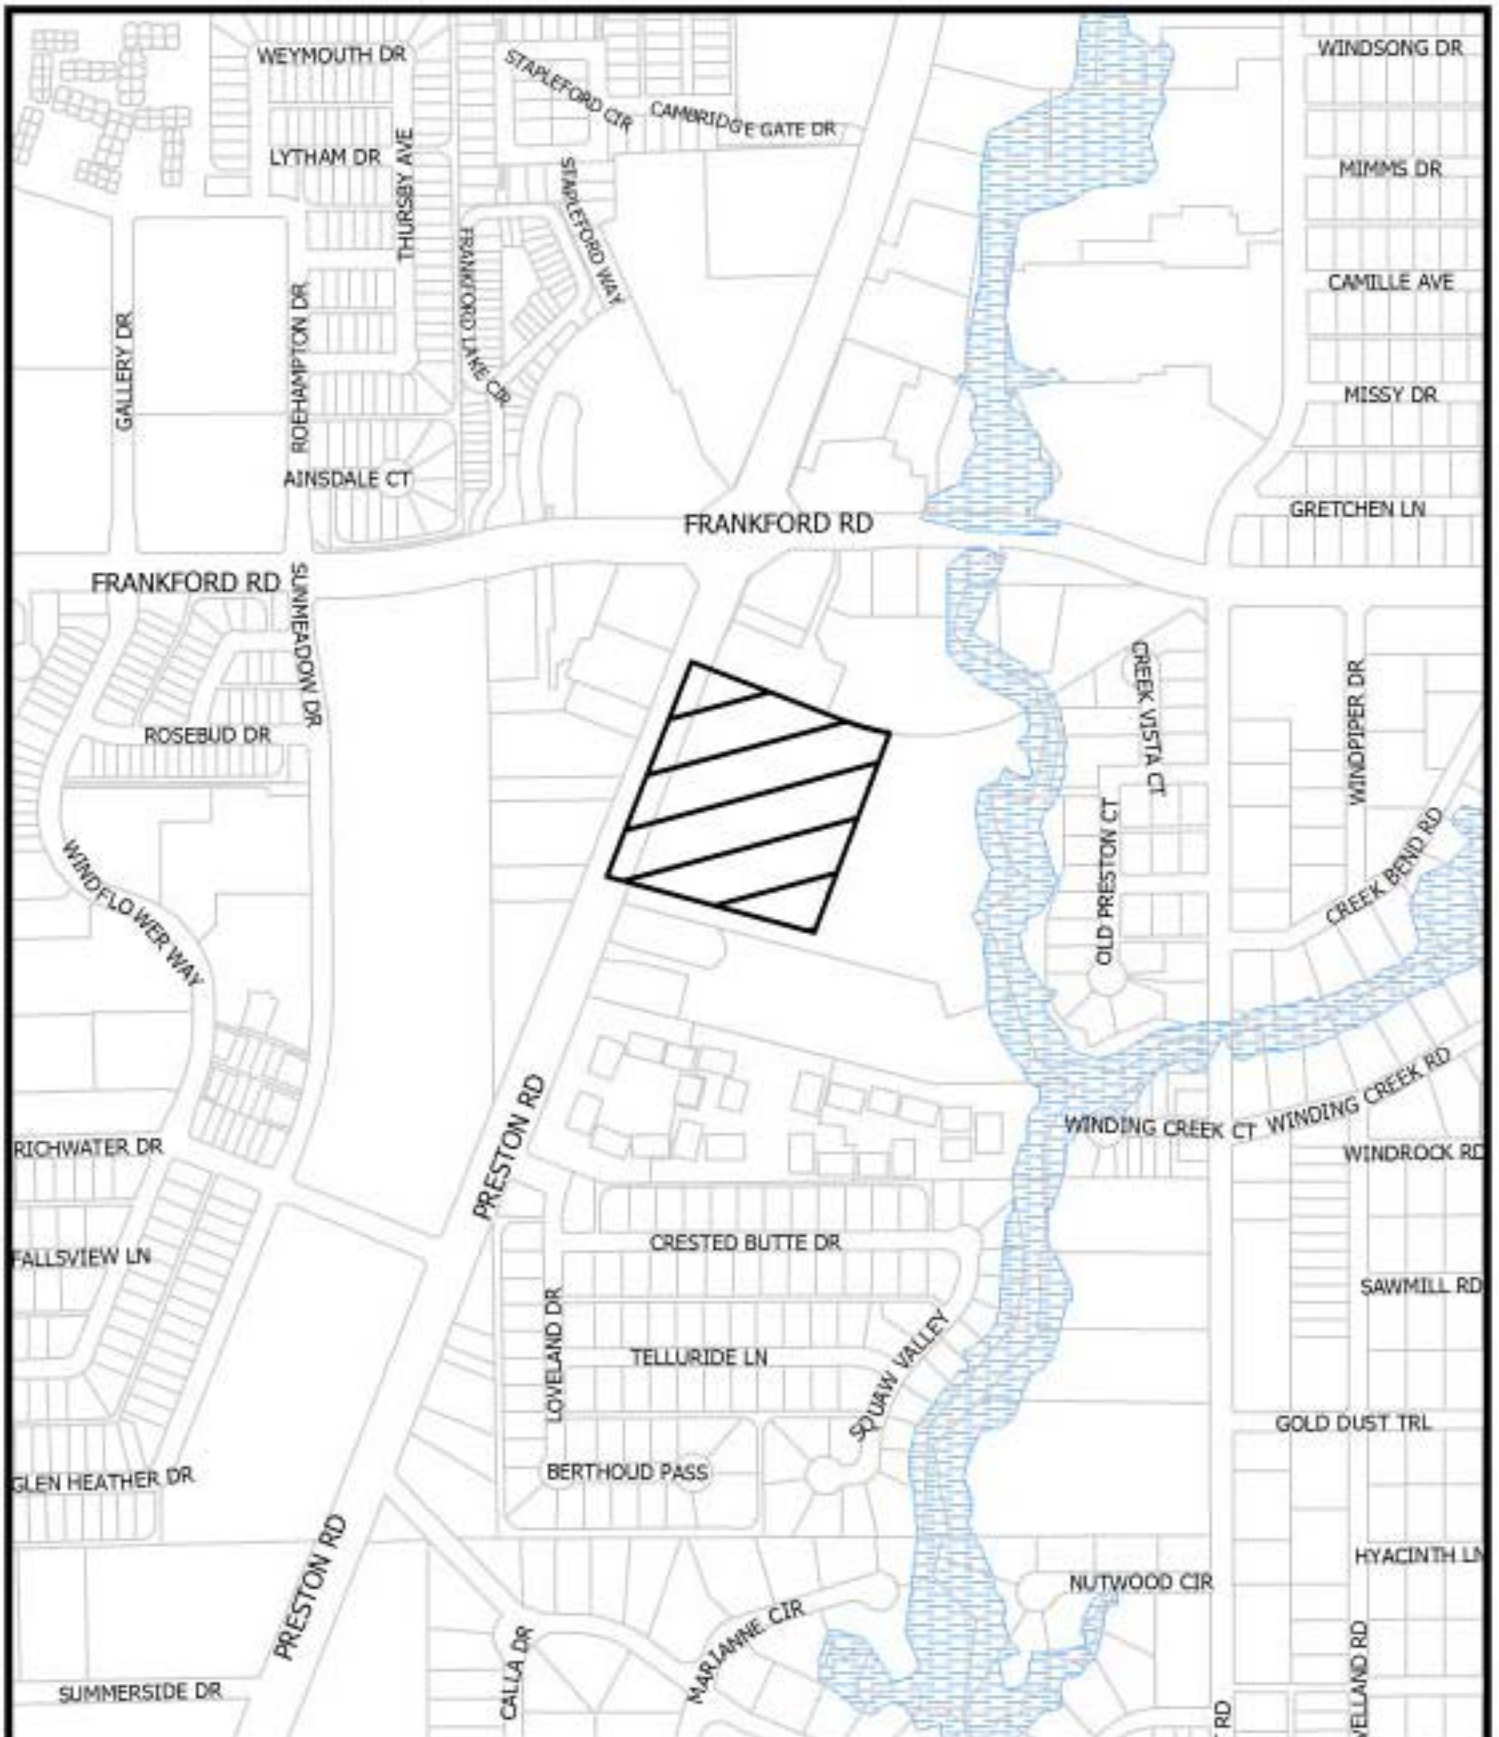 WEYMOUTH DR
STAPLEFORD CIR
WINDSONG DR
CAMBRIDGE GATE DR
LYTHAM DR
THURSBY AVE
STAPLEFORD WAY
MIMMS DR
FRANKFORD LAKE CIR
CAMILLE AVE
GALLERY DR
ROEHAMPTON DR
MISSY DR
AINSDALE CT
GRETCHEN LN
FRANKFORD RD
FRANKFORD RD
SUNMEADOW DR
CREEK VISTA CT
WINDPIPER DR
ROSEBUD DR
OLD PRESTON CT
CREEK BEND RD
WINDFLOWER WAY
PRESTON RD
WINDING CREEK CT
WINDING CREEK RD
RICHWATER DR
WINDROCK RD
CRESTED BUTTE DR
FALLSVIEW LN
SAWMILL RD
LOVELAND DR
TELLURIDE LN
SQUAW VALLEY
GOLD DUST TRL
BERTHOUD PASS
GLEN HEATHER DR
PRESTON RD
HYACINTH LN
NUTWOOD CIR
MARIANNE CIR
CALLA DR
SUMMERSIDE DR
RD
ELLAND RD